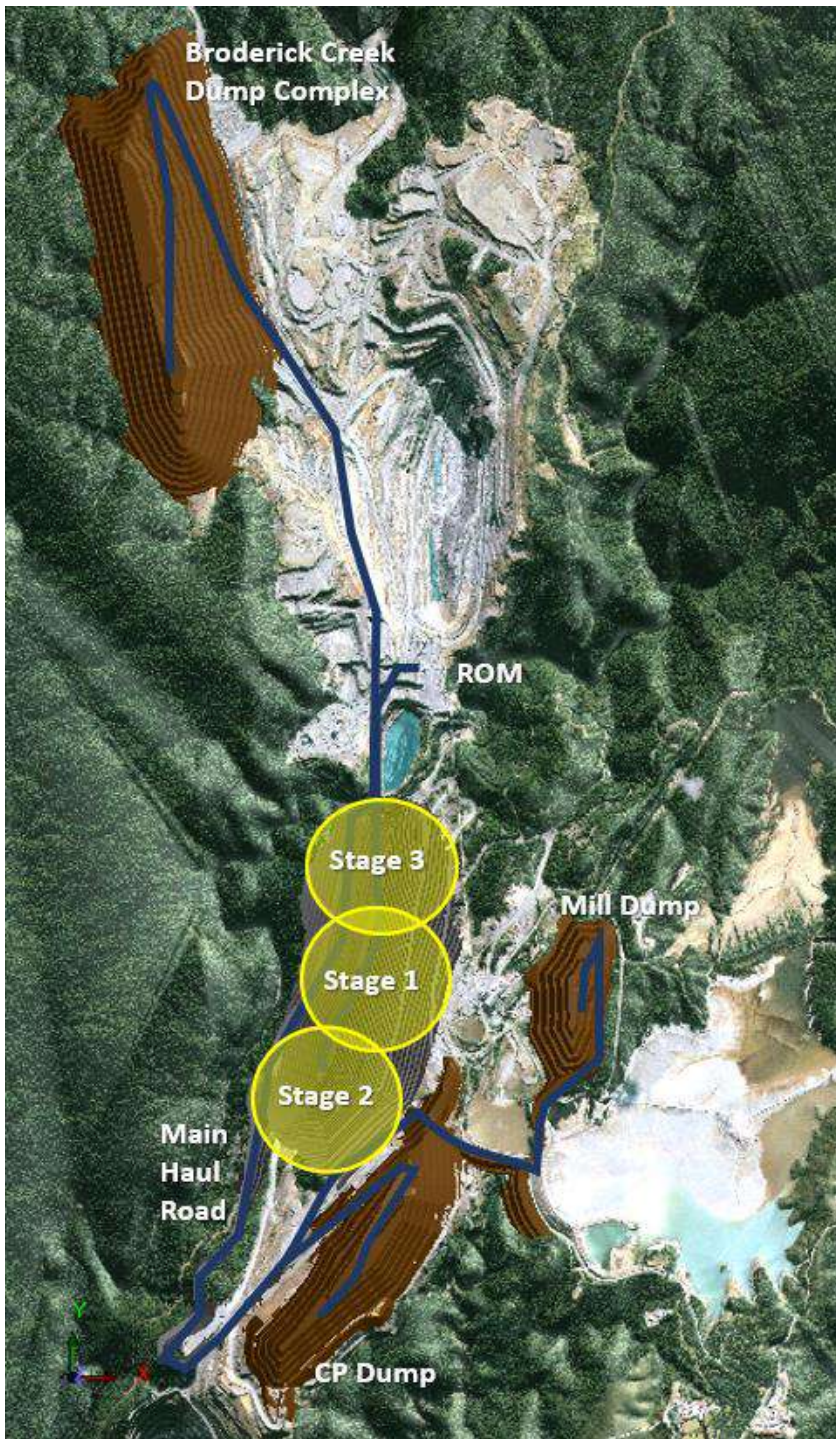 Broderick Creek
Dump Complex
ROM
Stage 3
Mill Dump
Stage 1
Stage 2
Main
Haul
Road
Y
X
CP Dump